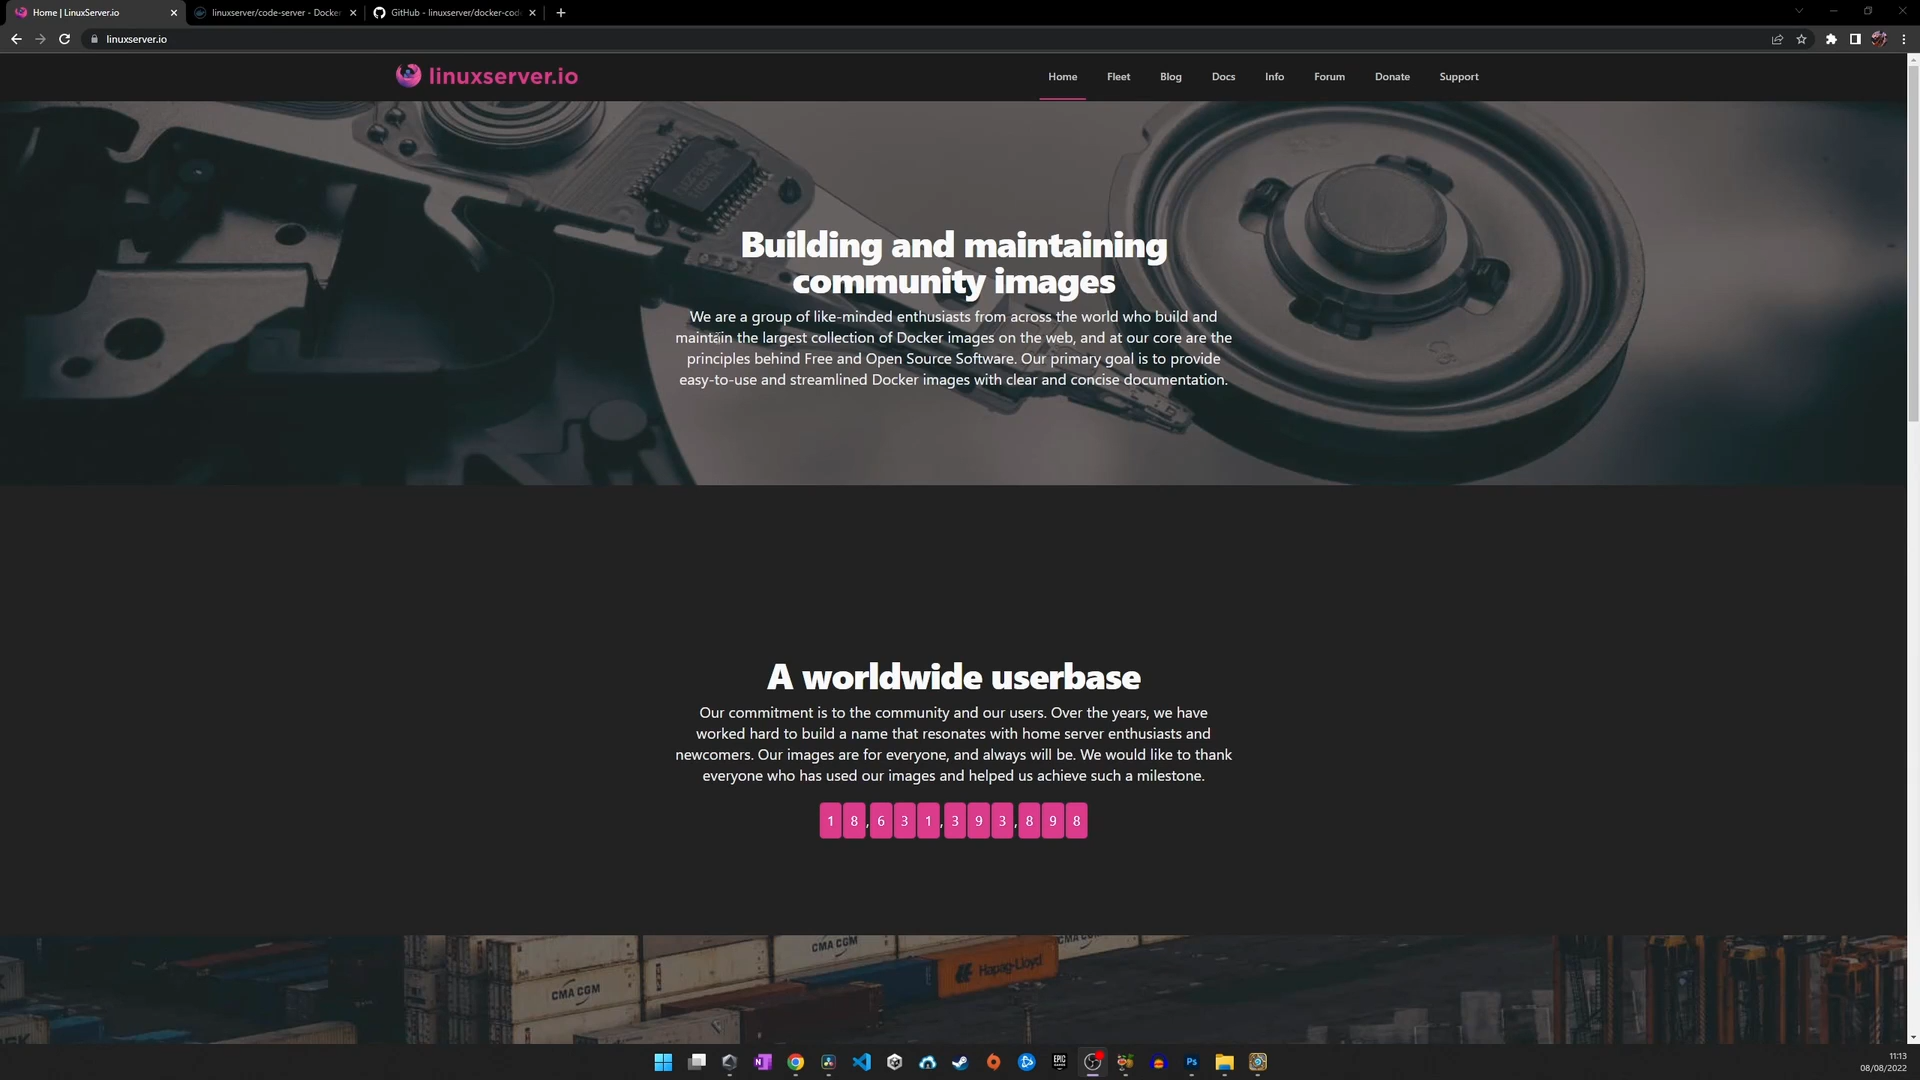 Home | LinuxServer.io
linuxserver/code-server - Docker
GitHub - linuxserver/docker-cod
linuxserver.io
linuxserver.io
Home
Fleet
Blog
Docs
Info
Forum
Donate
Support
Building and maintaining
community images
We are a group of like-minded enthusiasts from across the world who build and
maintain the largest collection of Docker images on the web, and at our core are the
principles behind Free and Open Source Software. Our primary goal is to provide
easy-to-use and streamlined Docker images with clear and concise documentation.
A worldwide userbase
Our commitment is to the community and our users. Over the years, we have
worked hard to build a name that resonates with home server enthusiasts and
newcomers. Our images are for everyone, and always will be. We would like to thank
everyone who has used our images and helped us achieve such a milestone.
18,631,393,898
CMA CGM
CMA CGM
Hapag-Lloyd
CMA CGM
EPIC
Ps
11:13
08/08/2022